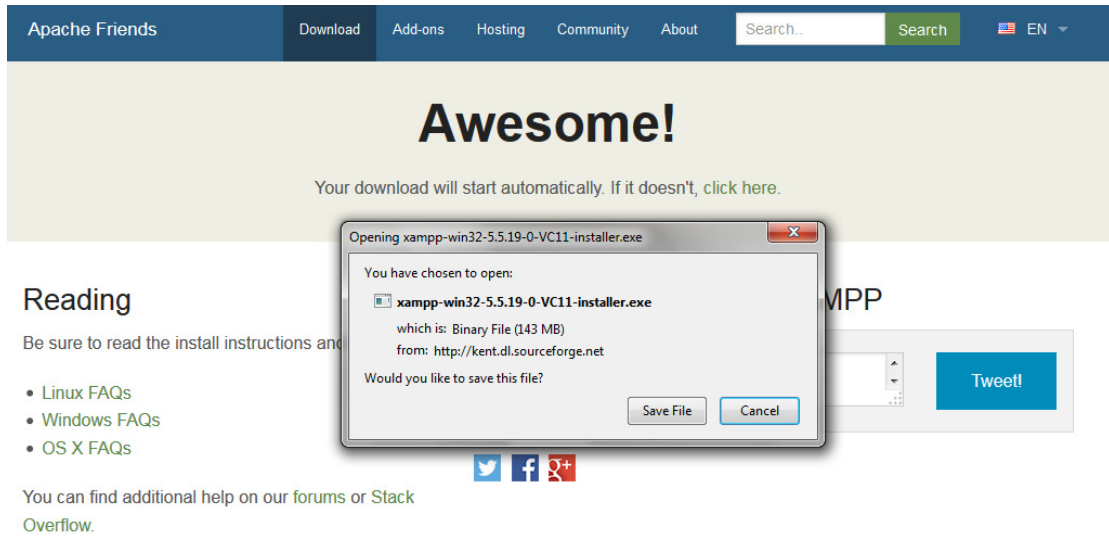 Apache Friends Download Add-ons Hosting Community About Search.. Search EN
Awesome!
Your download will start automatically. If it doesn't, click here.
Opening xampp-win32-5.5.19-0-VC11-installer.exe
You have chosen to open:
xampp-win32-5.5.19-0-VC11-installer.exe
which is: Binary File (143 MB)
from: http://kent.dl.sourceforge.net
Would you like to save this file?
Save File Cancel
Reading
Be sure to read the install instructions and
• Linux FAQs
• Windows FAQs
• OS X FAQs
You can find additional help on our forums or Stack
Overflow.
MPP
Tweet!